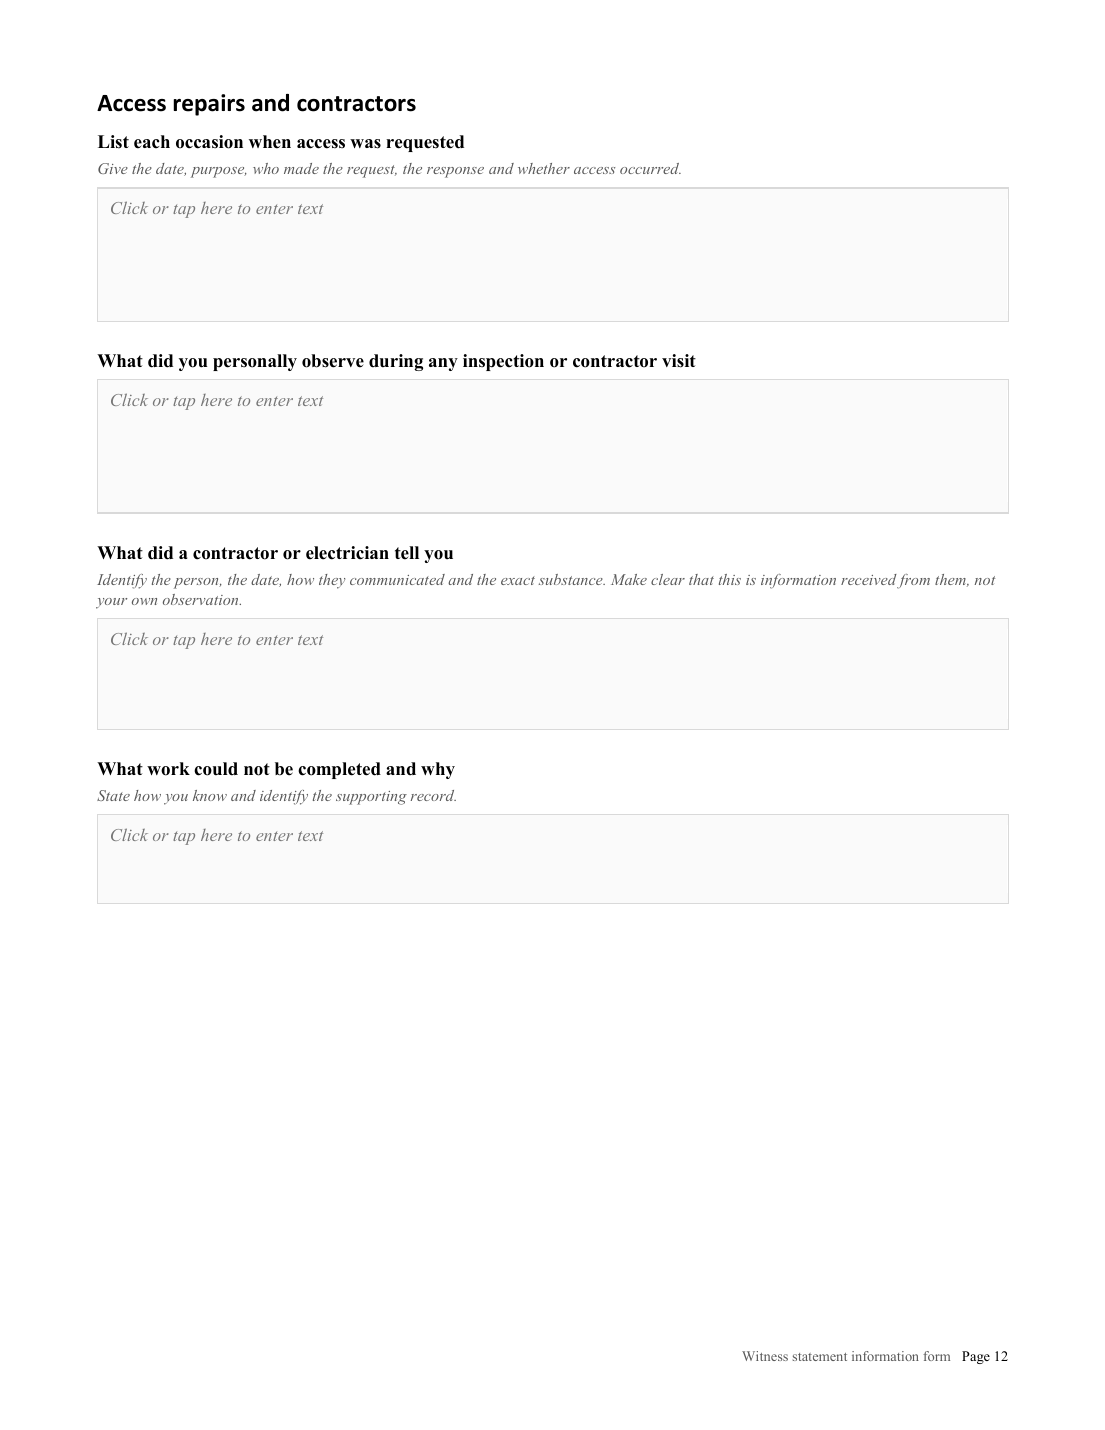 Access repairs and contractors
List each occasion when access was requested
Give the date, purpose, who made the request, the response and whether access occurred.
Click or tap here to enter text
What did you personally observe during any inspection or contractor visit
Click or tap here to enter text
What did a contractor or electrician tell you
Identify the person, the date, how they communicated and the exact substance. Make clear that this is information received from them, not
your own observation.
Click or tap here to enter text
What work could not be completed and why
State how you know and identify the supporting record.
Click or tap here to enter text
Witness statement information form Page 12